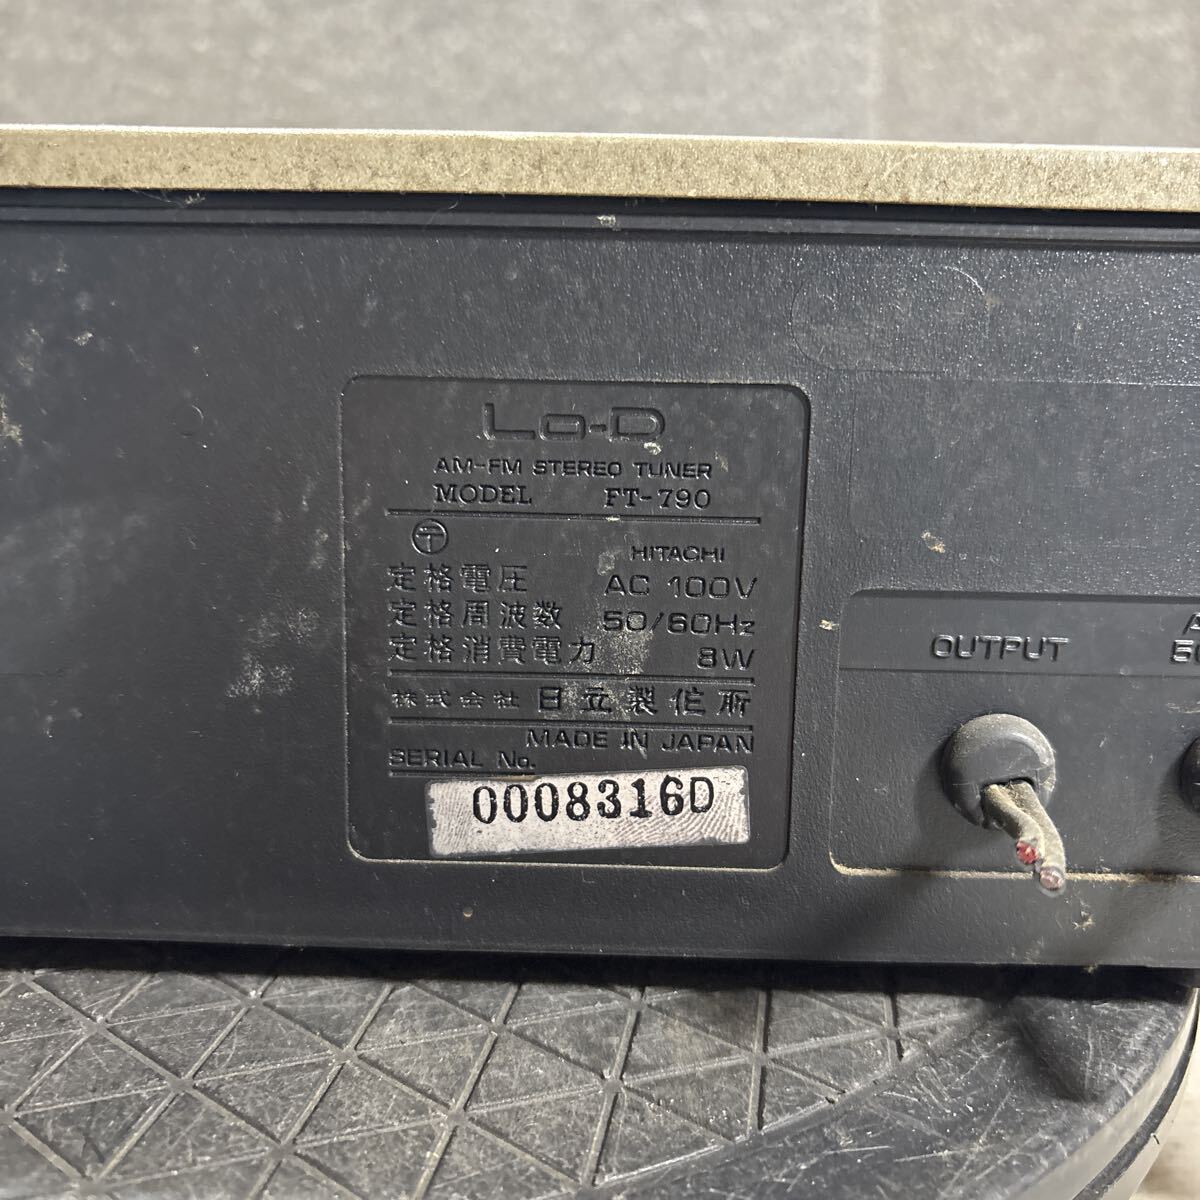 Lo-D
AM-FM STEREO TUNER
MODEL FT-790
〒
HITACHI
定格電圧 AC 100V
定格周波数 50/60Hz
定格消費電力 8W
株式会社 日立製作所
MADE IN JAPAN
SERIAL No.
0008316D
OUTPUT